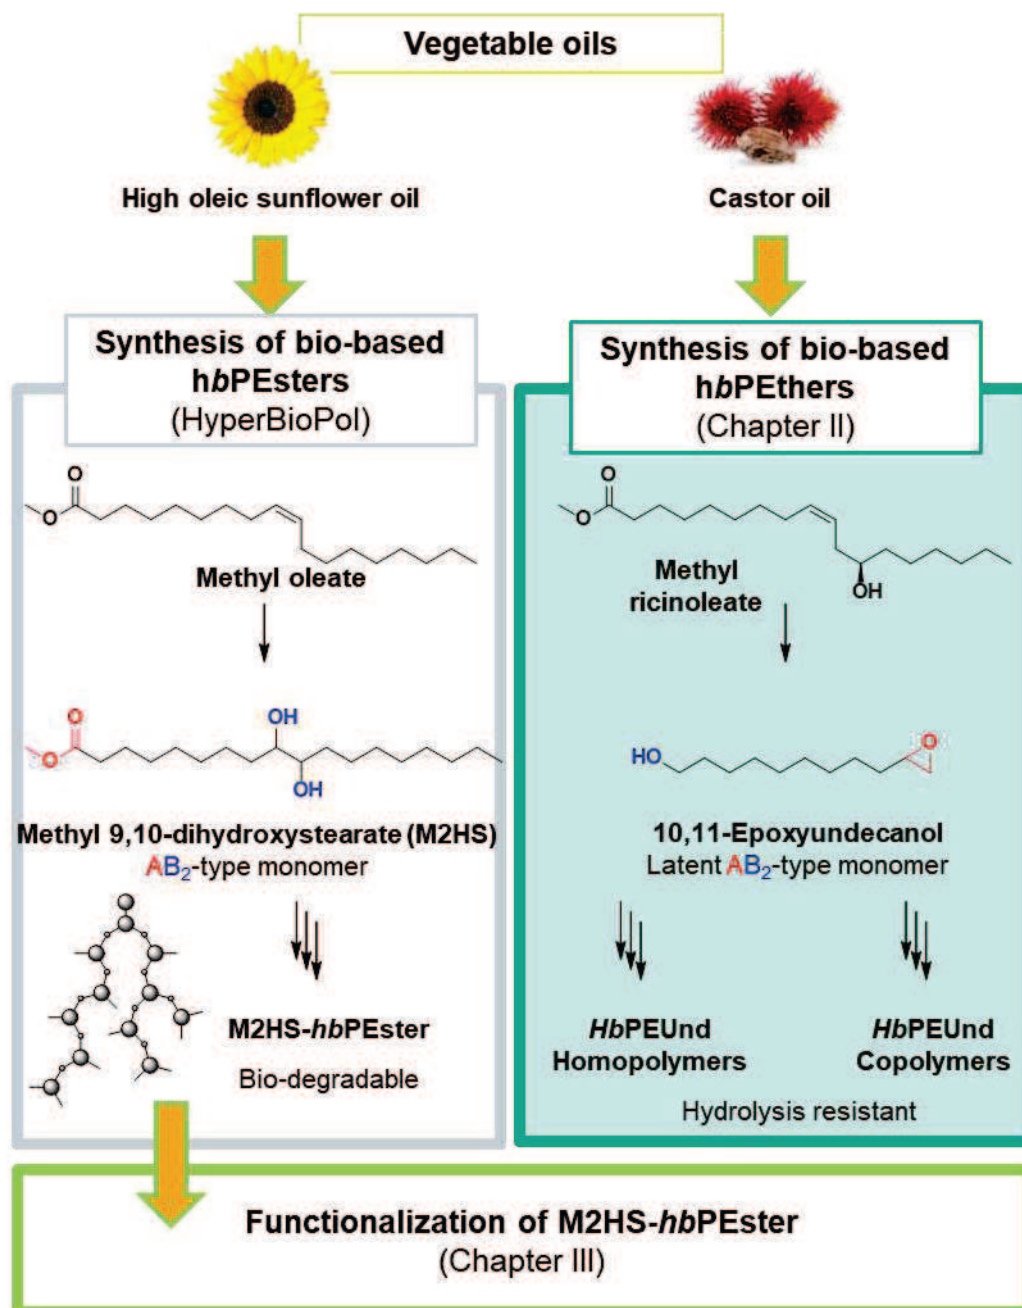 Vegetable oils
High oleic sunflower oil
Castor oil
Synthesis of bio-based
hbPEsters
(HyperBioPol)
O
O
Methyl oleate
O
O
OH
OH
Methyl 9,10-dihydroxystearate (M2HS)
AB₂-type monomer
M2HS-hbPEster
Bio-degradable
Synthesis of bio-based
hbPEthers
(Chapter II)
O
O
OH
Methyl
ricinoleate
HO
O
10,11-Epoxyundecanol
Latent AB₂-type monomer
HbPEUnd
Homopolymers
HbPEUnd
Copolymers
Hydrolysis resistant
Functionalization of M2HS-hbPEster
(Chapter III)